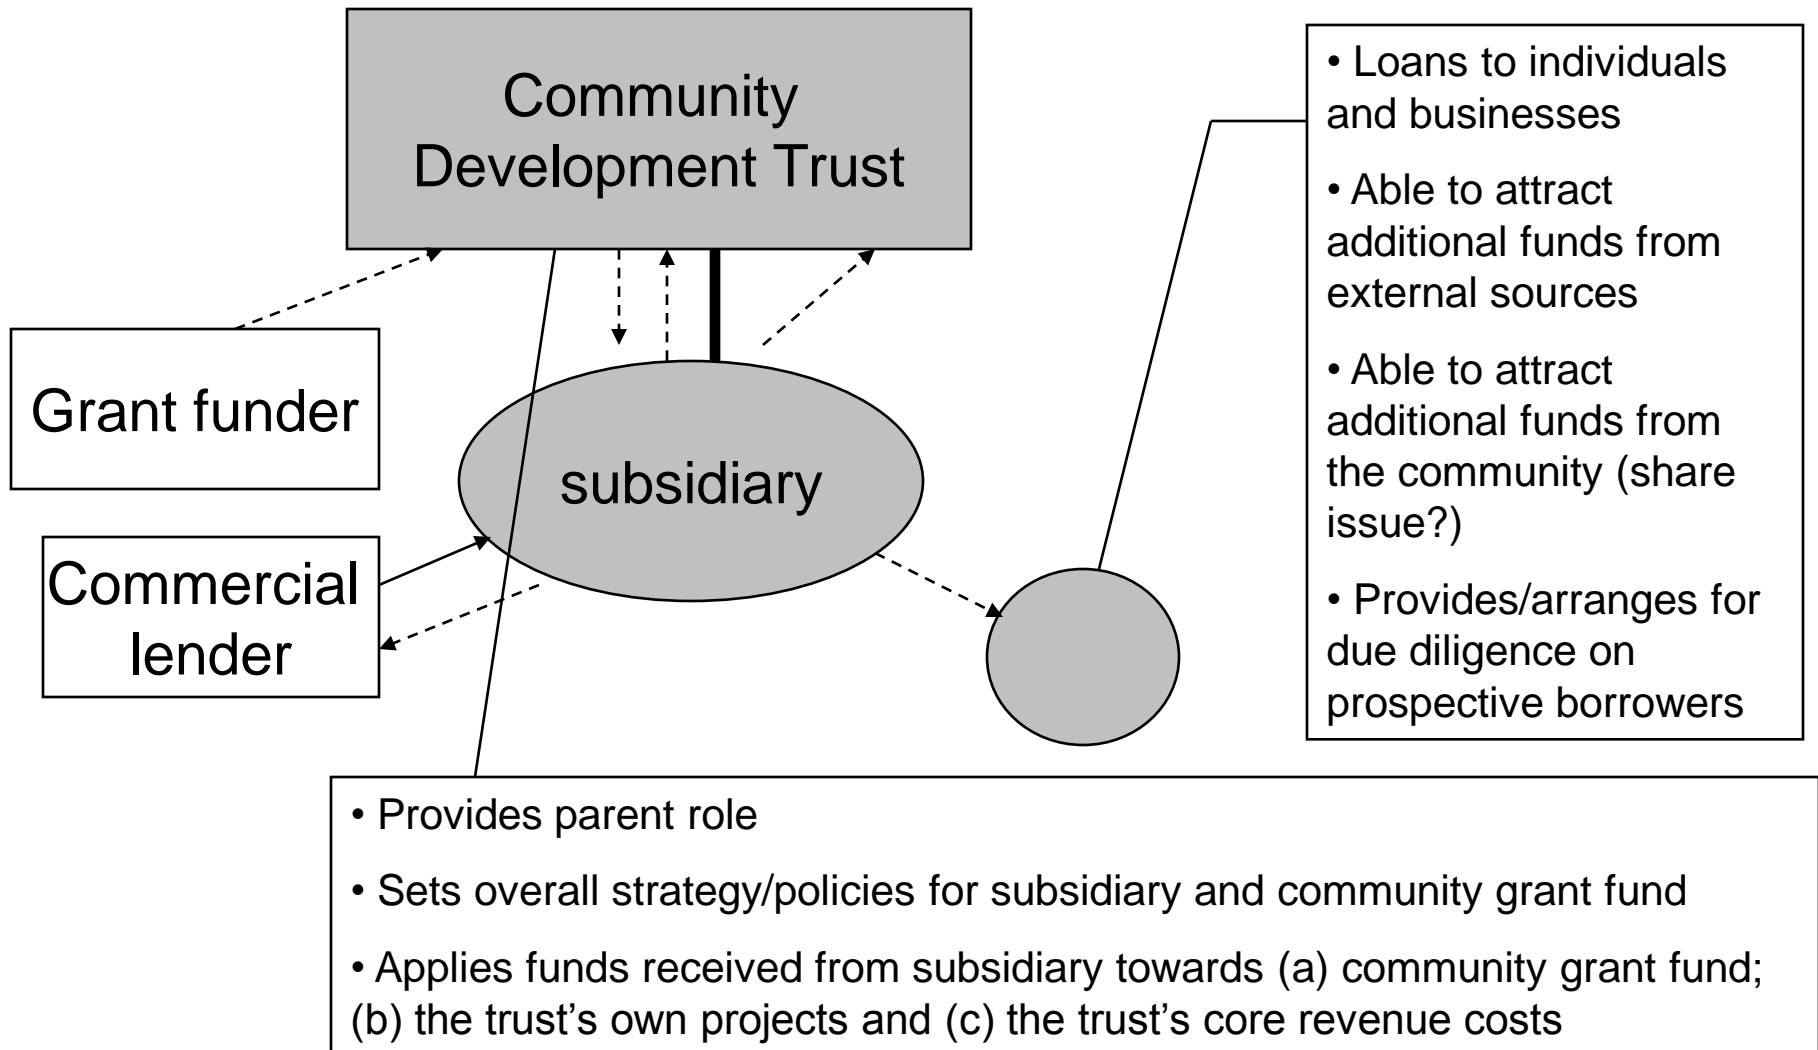 Community
Development Trust
Grant funder
subsidiary
Commercial
lender
• Loans to individuals
and businesses
• Able to attract
additional funds from
external sources
• Able to attract
additional funds from
the community (share
issue?)
• Provides/arranges for
due diligence on
prospective borrowers
• Provides parent role
• Sets overall strategy/policies for subsidiary and community grant fund
• Applies funds received from subsidiary towards (a) community grant fund;
(b) the trust’s own projects and (c) the trust’s core revenue costs